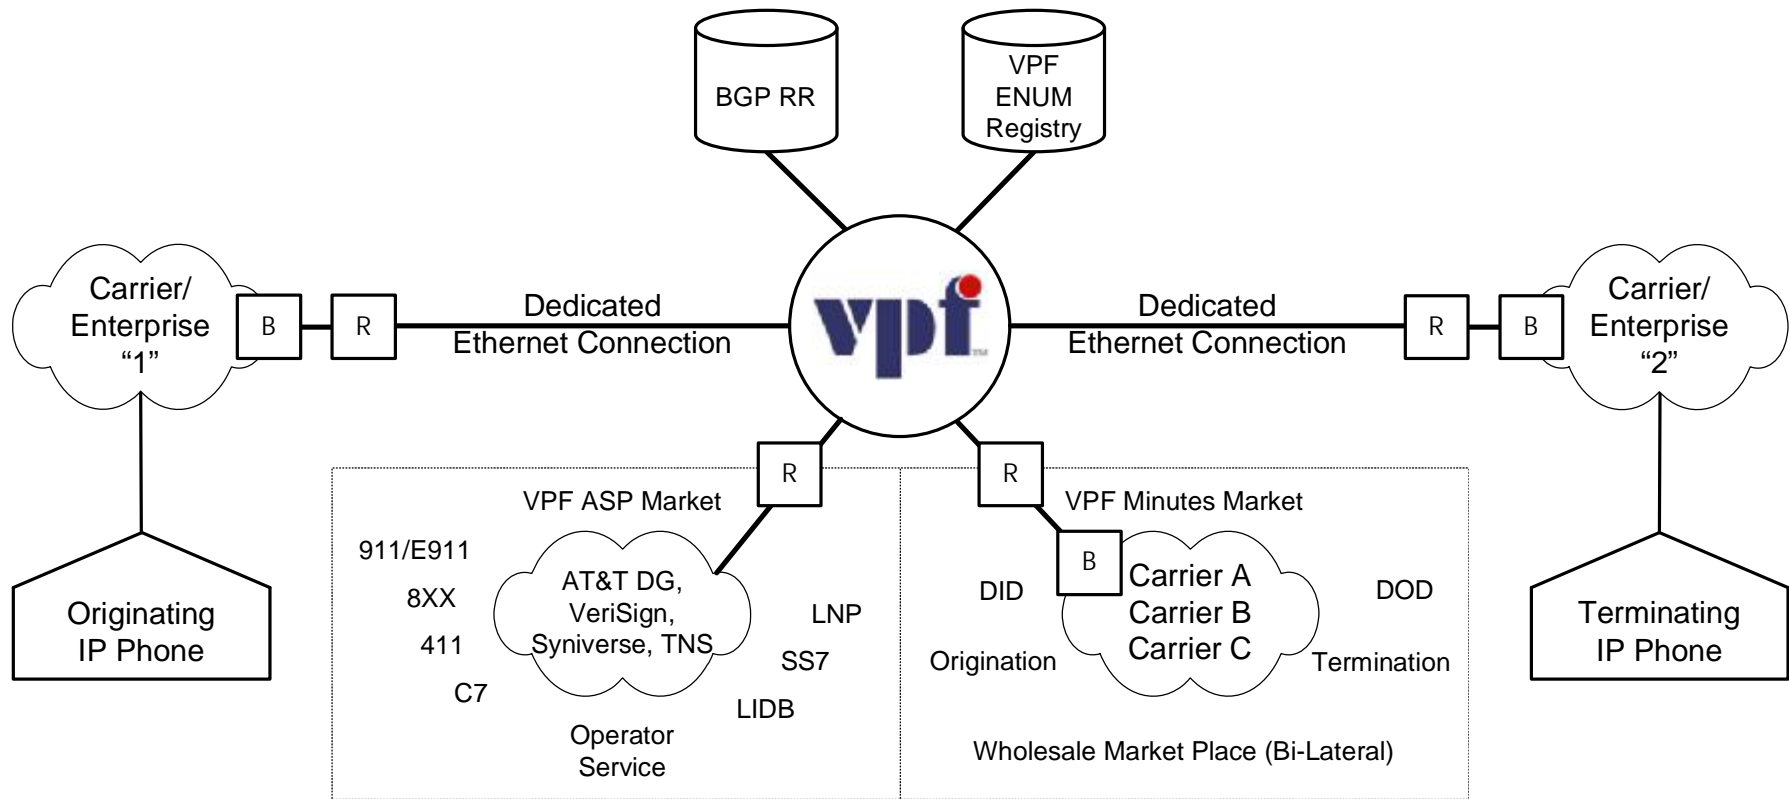 BGP RR
VPF
ENUM
Registry
Carrier/
Enterprise
“1”
B
R
Dedicated
Ethernet Connection
vpf™
Dedicated
Ethernet Connection
R
B
Carrier/
Enterprise
“2”
Originating
IP Phone
R
VPF ASP Market
911/E911
8XX
411
C7
AT&T DG,
VeriSign,
Syniverse, TNS
LNP
SS7
LIDB
Operator
Service
R
VPF Minutes Market
B
DID
Origination
Carrier A
Carrier B
Carrier C
DOD
Termination
Wholesale Market Place (Bi-Lateral)
Terminating
IP Phone